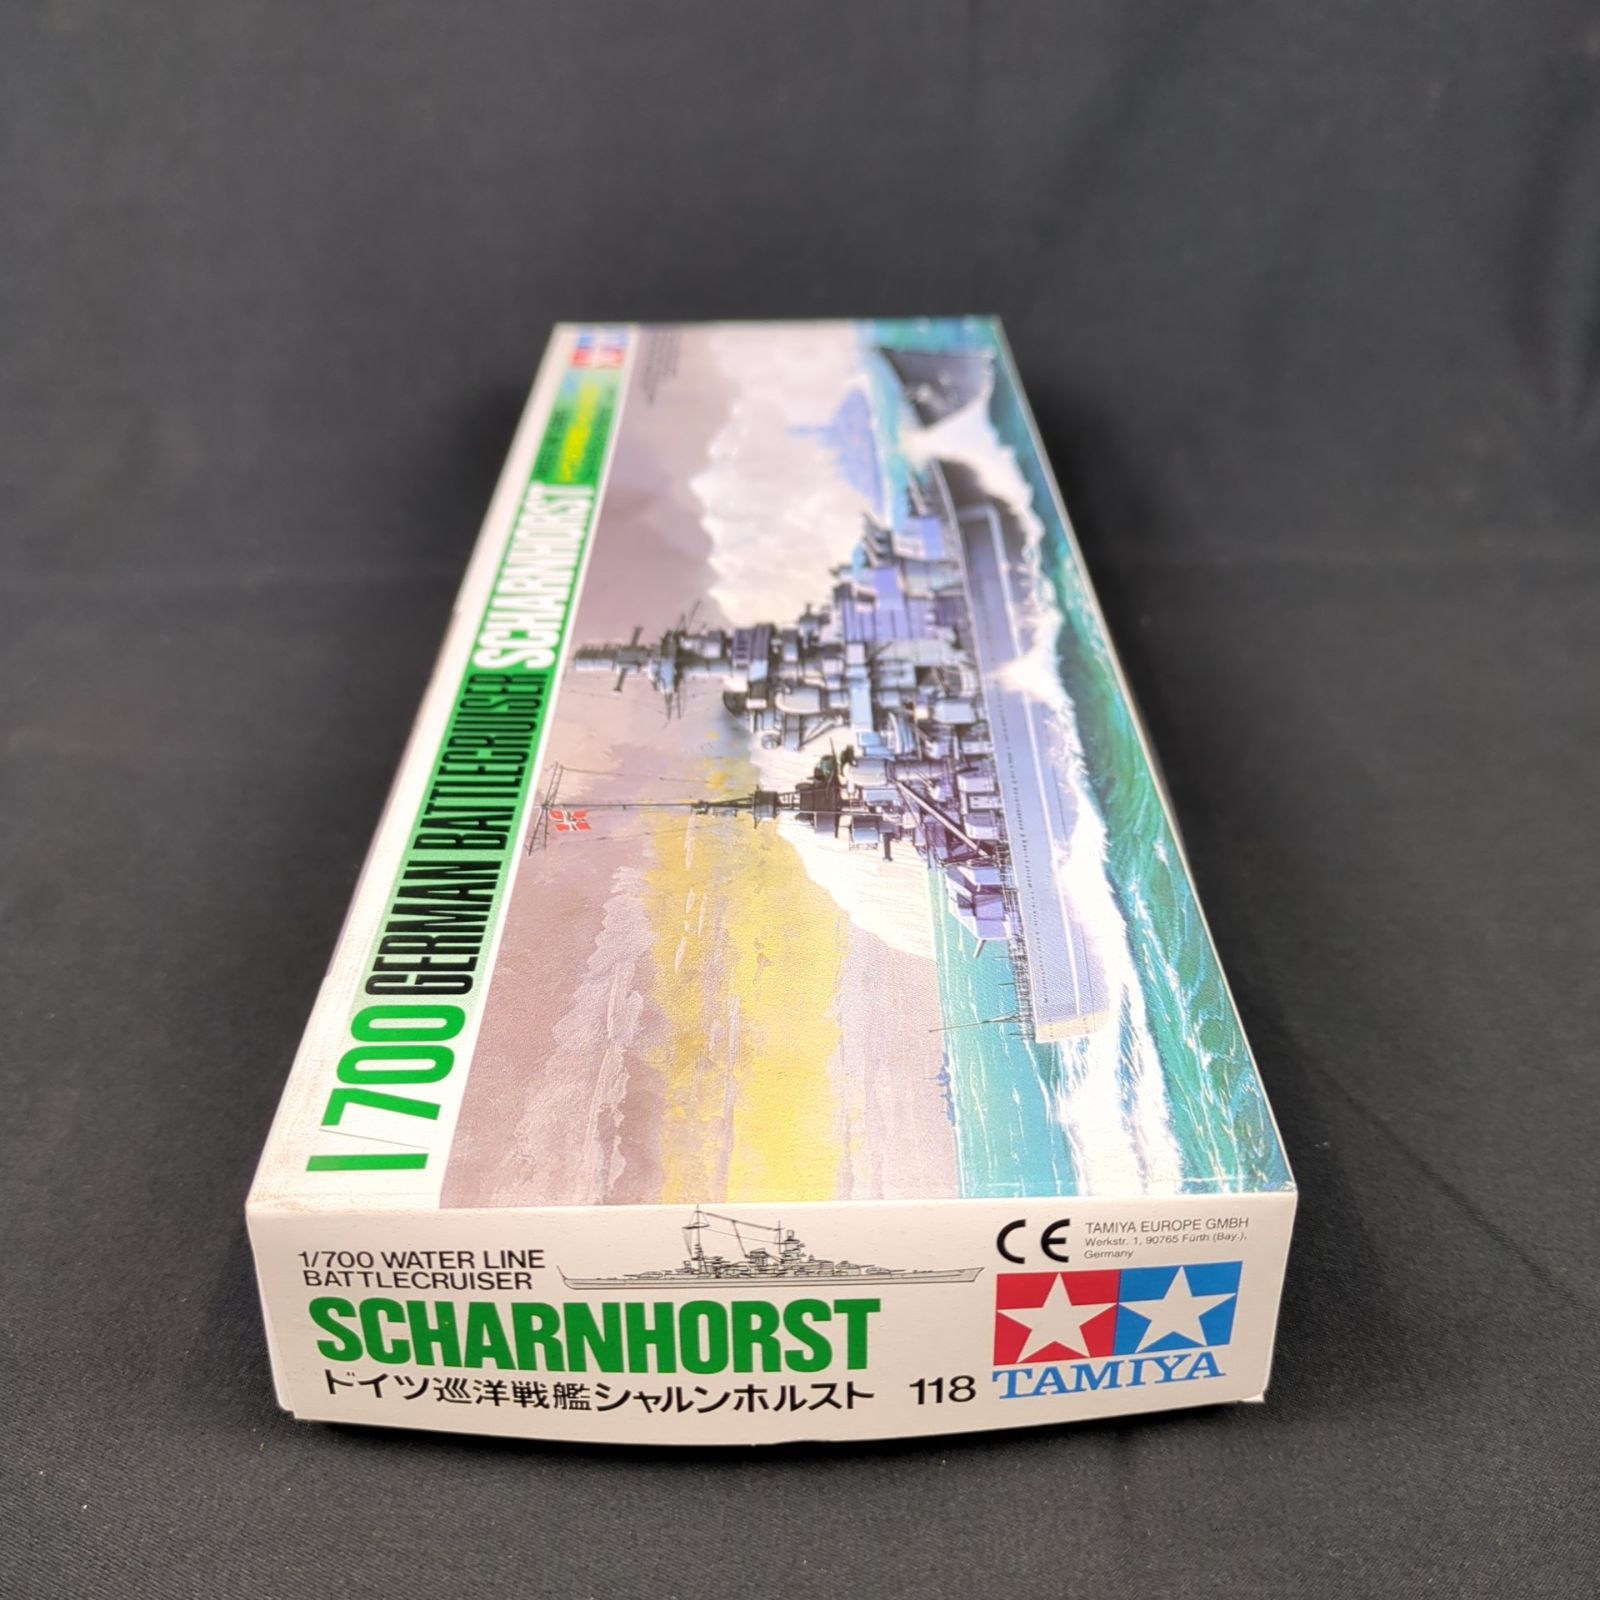 1/700 GERMAN BATTLECRUISER SCHARNHORST
1/700 WATER LINE
BATTLECRUISER
SCHARNHORST
ドイツ巡洋戦艦シャルンホルスト 118
CE
TAMIYA EUROPE GMBH
Werkstr. 1, 90765 Fürth (Bay.),
Germany
TAMIYA